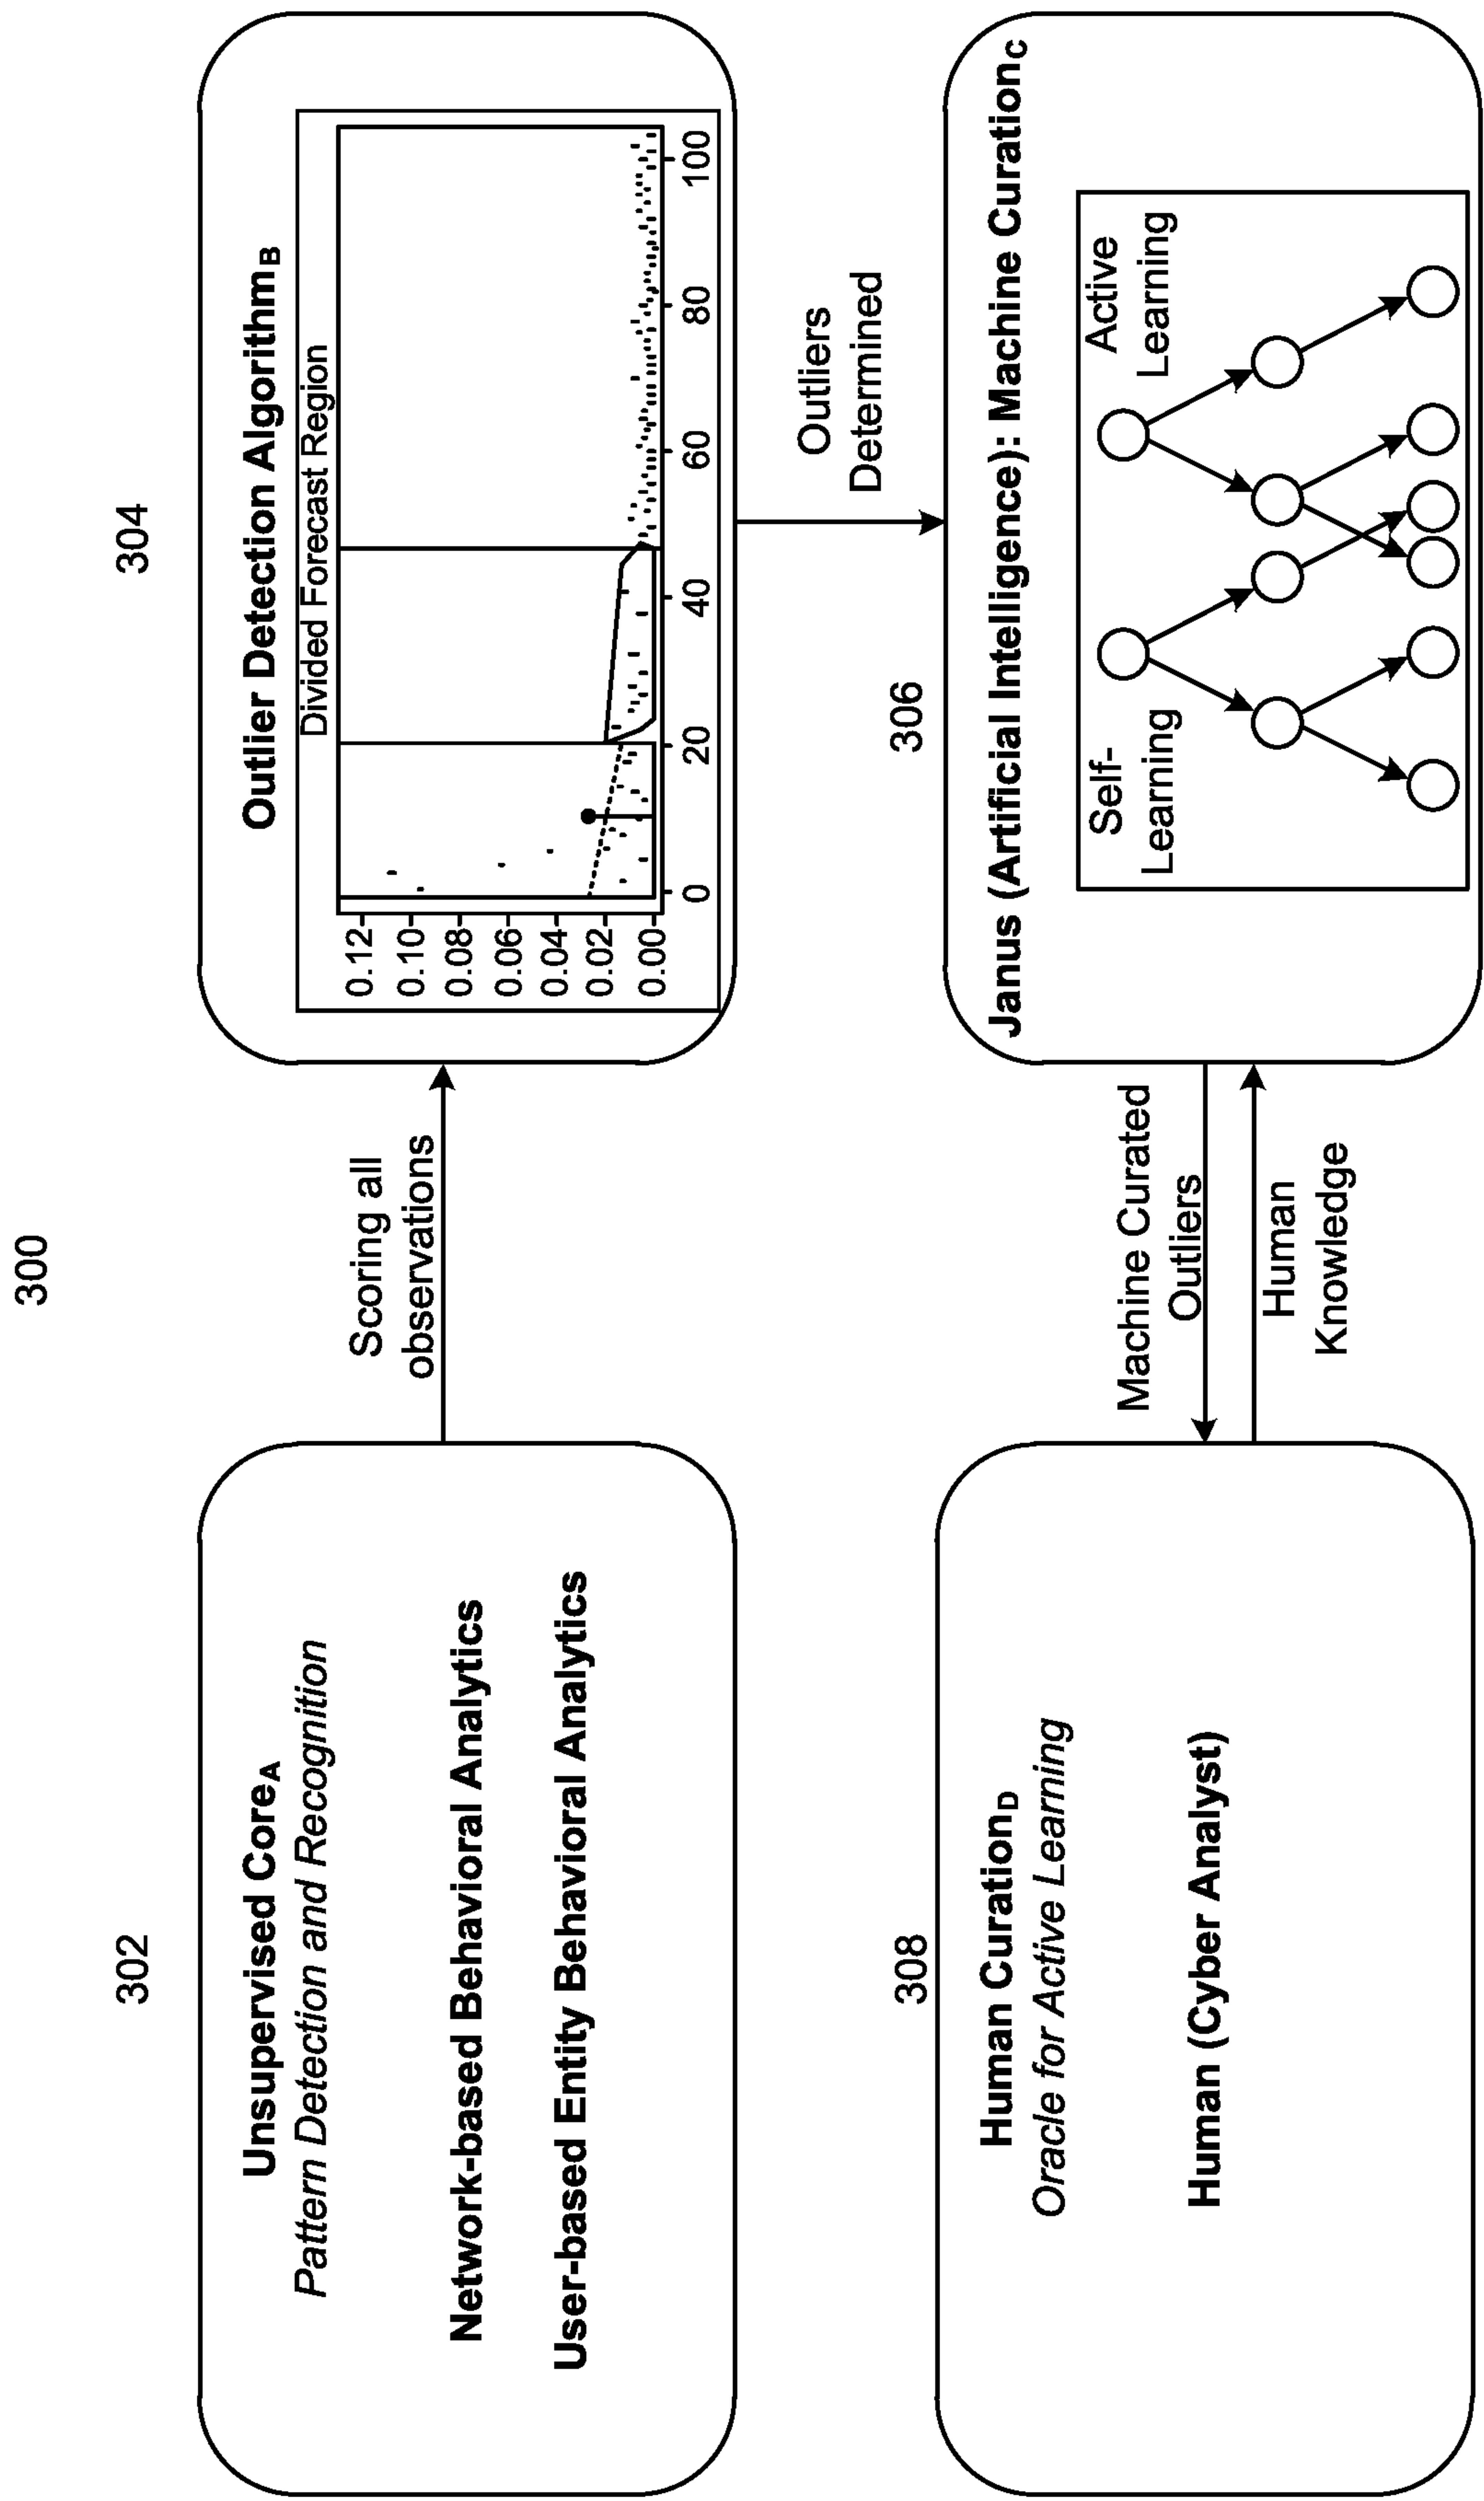 300
302
Unsupervised CoreA
Pattern Detection and Recognition
Network-based Behavioral Analytics
User-based Entity Behavioral Analytics
Scoring all
observations
304
Outlier Detection AlgorithmB
Divided Forecast Region
0.12
0.10
0.08
0.06
0.04
0.02
0.00
0 20 40 60 80 100
Outliers
Determined
306
Janus (Artificial Intelligence): Machine CurationC
Self-
Learning
Active
Learning
Machine Curated
Outliers
Human
Knowledge
308
Human CurationD
Oracle for Active Learning
Human (Cyber Analyst)